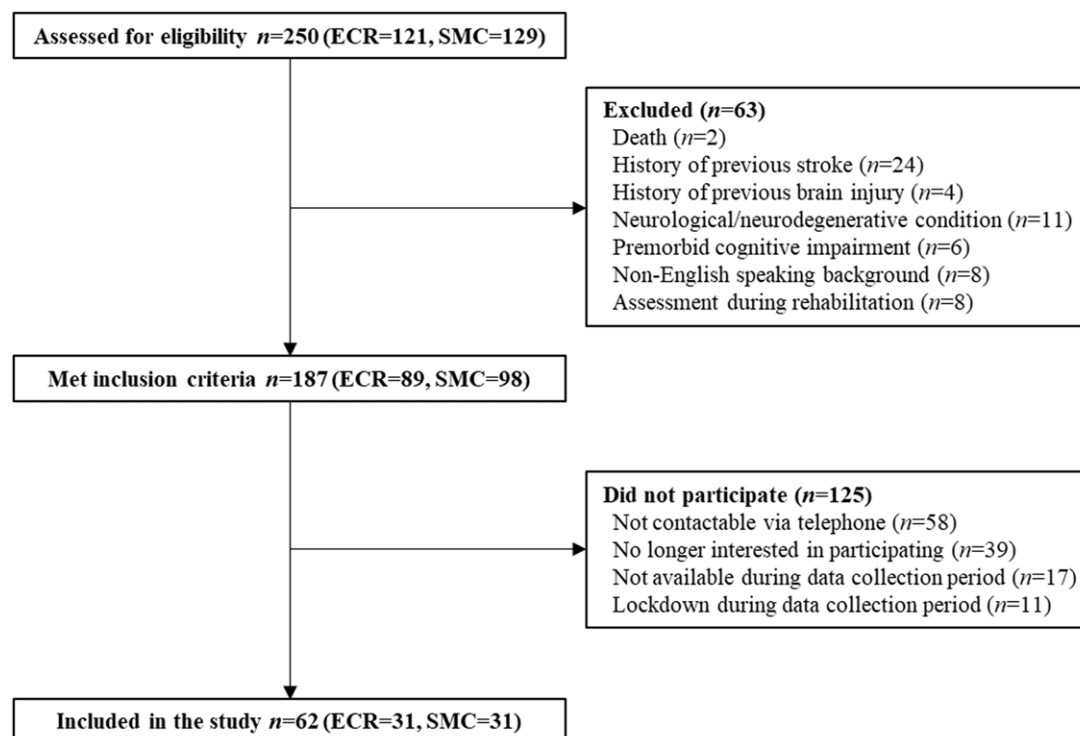 Assessed for eligibility n=250 (ECR=121, SMC=129)
Excluded (n=63)
Death (n=2)
History of previous stroke (n=24)
History of previous brain injury (n=4)
Neurological/neurodegenerative condition (n=11)
Premorbid cognitive impairment (n=6)
Non-English speaking background (n=8)
Assessment during rehabilitation (n=8)
Met inclusion criteria n=187 (ECR=89, SMC=98)
Did not participate (n=125)
Not contactable via telephone (n=58)
No longer interested in participating (n=39)
Not available during data collection period (n=17)
Lockdown during data collection period (n=11)
Included in the study n=62 (ECR=31, SMC=31)